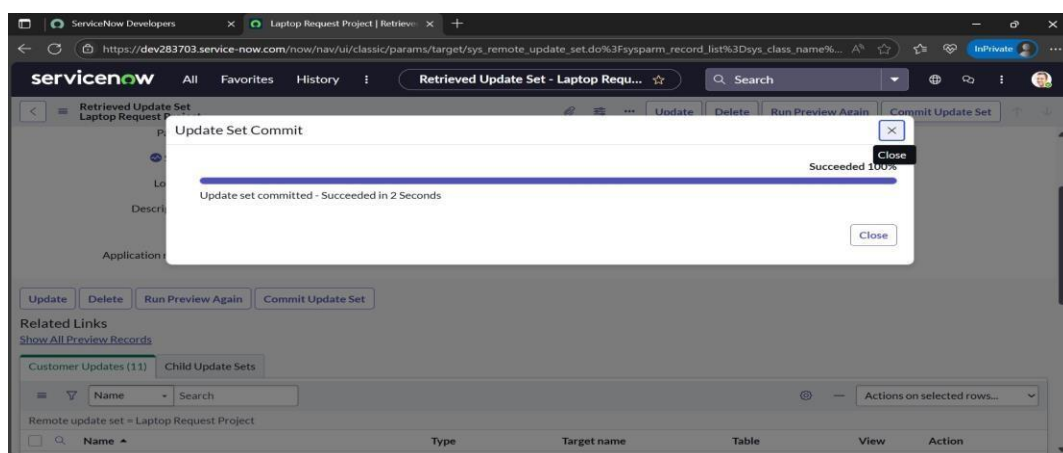 ServiceNow Developers
Laptop Request Project | Retrieve
https://dev283703.service-now.com/now/nav/ui/classic/params/target/sys_remote_update_set.do%3Fsysparm_record_list%3Dsys_class_name%...
InPrivate
servicenow All Favorites History Retrieved Update Set - Laptop Requ... Search
Retrieved Update Set
Laptop Request P
Update Delete Run Preview Again Commit Update Set
Update Set Commit
Close
Succeeded 100%
Update set committed - Succeeded in 2 Seconds
Lo
Descri
Close
Application
Update Delete Run Preview Again Commit Update Set
Related Links
Show All Preview Records
Customer Updates (11) Child Update Sets
Name Search Actions on selected rows...
Remote update set = Laptop Request Project
Name Type Target name Table View Action